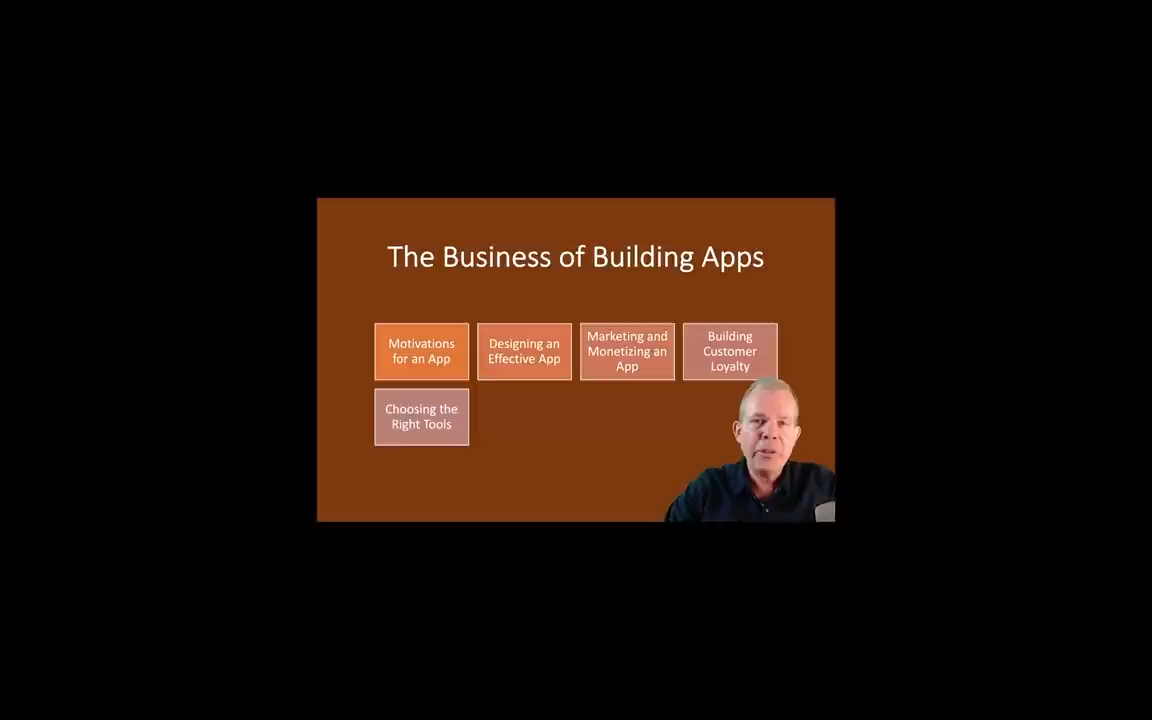 The Business of Building Apps
Motivations
for an App
Designing an
Effective App
Marketing and
Monetizing an
App
Building
Customer
Loyalty
Choosing the
Right Tools